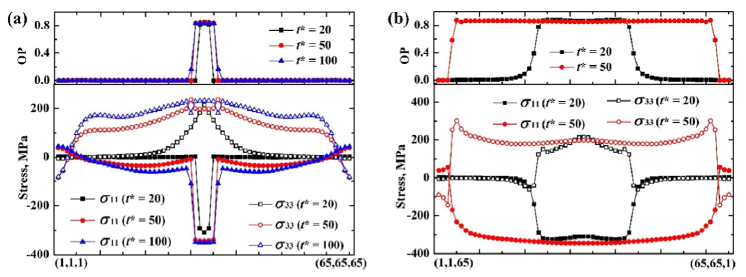 (a)
OP
0.8
0.4
0.0
t* = 20
t* = 50
t* = 100
Stress, MPa
200
0
-200
-400
σ11 (t* = 20)
σ11 (t* = 50)
σ11 (t* = 100)
σ33 (t* = 20)
σ33 (t* = 50)
σ33 (t* = 100)
(1,1,1)
(65,65,65)
(b)
OP
0.8
0.4
0.0
t* = 20
t* = 50
Stress, MPa
400
200
0
-200
-400
σ11 (t* = 20)
σ33 (t* = 20)
σ11 (t* = 50)
σ33 (t* = 50)
(1,1,65)
(65,65,1)